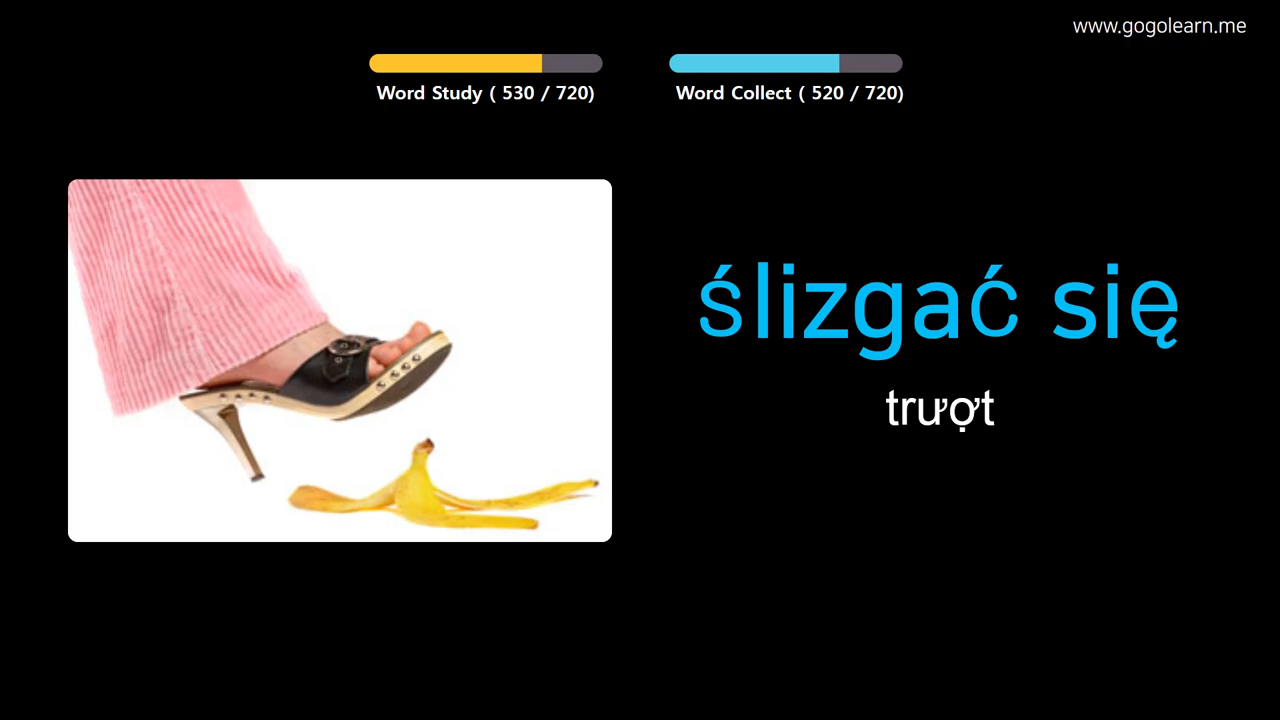 www.gogolearn.me
Word Study ( 530 / 720)
Word Collect ( 520 / 720)
ślizgać się
trượt